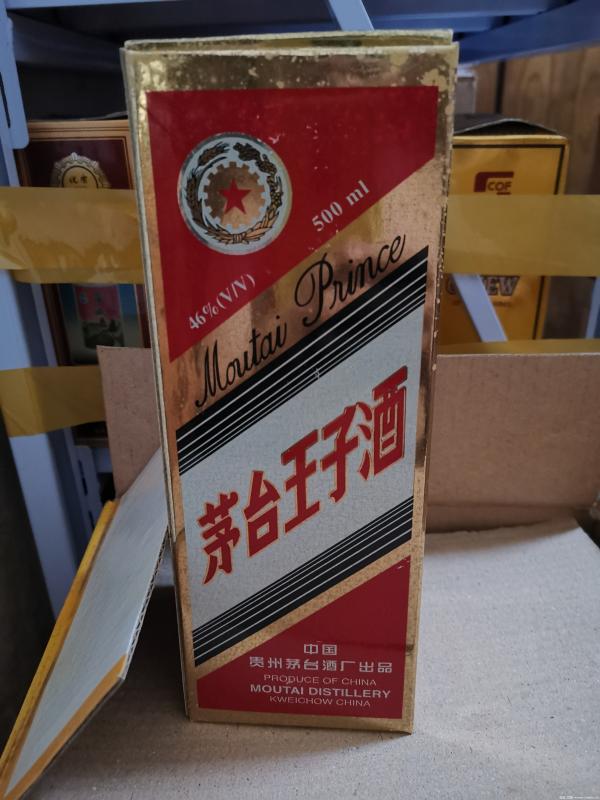 500 ml
46%(V/V)
Moutai Prince
茅台王子酒
中国
贵州茅台酒厂出品
PRODUCE OF CHINA
MOUTAI DISTILLERY
KWEICHOW CHINA
COF